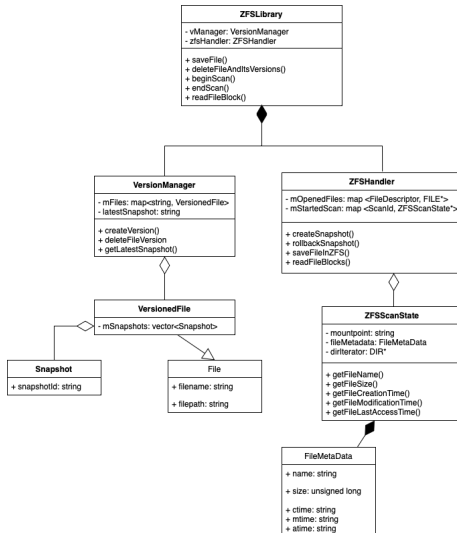 ZFSLibrary
- vManager: VersionManager
- zfsHandler: ZFSHandler
+ saveFile()
+ deleteFileAndItsVersions()
+ beginScan()
+ endScan()
+ readFileBlock()
VersionManager
- mFiles: map<string, VersionedFile>
- latestSnapshot: string
+ createVersion()
+ deleteFileVersion
+ getLatestSnapshot()
ZFSHandler
- mOpenedFiles: map <FileDescriptor, FILE*>
- mStartedScan: map <ScanId, ZFSScanState*>
+ createSnapshot()
+ rollbackSnapshot()
+ saveFileInZFS()
+ readFileBlocks()
VersionedFile
- mSnapshots: vector<Snapshot>
Snapshot
+ snapshotId: string
File
+ filename: string
+ filepath: string
ZFSScanState
- mountpoint: string
- fileMetadata: FileMetaData
- dirIterator: DIR*
+ getFileName()
+ getFileSize()
+ getFileCreationTime()
+ getFileModificationTime()
+ getFileLastAccessTime()
FileMetaData
+ name: string
+ size: unsigned long
+ ctime: string
+ mtime: string
+ atime: string